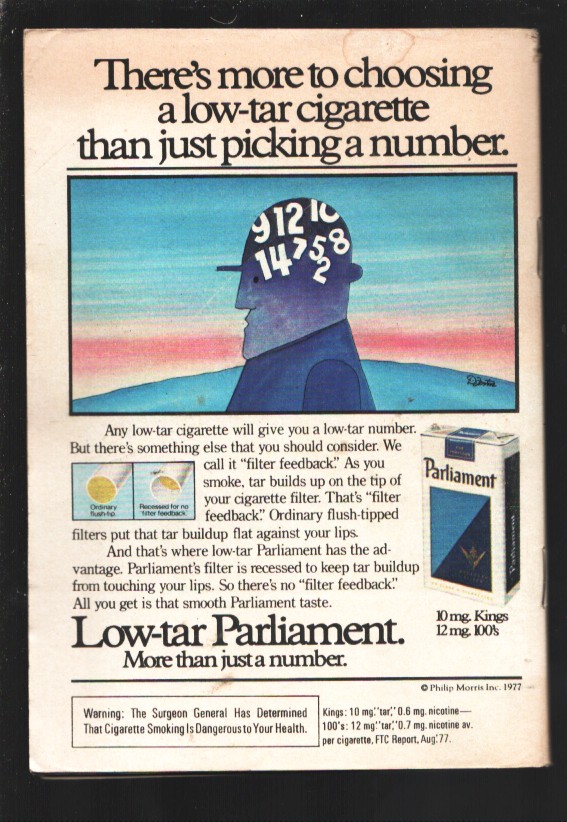 There's more to choosing
a low-tar cigarette
than just picking a number.
9 12 10
14 7 5 8
2
Any low-tar cigarette will give you a low-tar number.
But there's something else that you should consider. We
call it "filter feedback." As you
smoke, tar builds up on the tip of
your cigarette filter. That's "filter
feedback." Ordinary flush-tipped
filters put that tar buildup flat against your lips.
Ordinary
flush-tip.
Recessed for no
"filter feedback."
And that's where low-tar Parliament has the ad-
vantage. Parliament's filter is recessed to keep tar buildup
from touching your lips. So there's no "filter feedback."
All you get is that smooth Parliament taste.
Parliament
Parliament
10 mg. Kings
12 mg. 100's
Low-tar Parliament.
More than just a number.
© Philip Morris Inc. 1977
Warning: The Surgeon General Has Determined
That Cigarette Smoking Is Dangerous to Your Health.
Kings: 10 mg."tar," 0.6 mg. nicotine—
100's: 12 mg."tar," 0.7 mg. nicotine av.
per cigarette, FTC Report, Aug.'77.